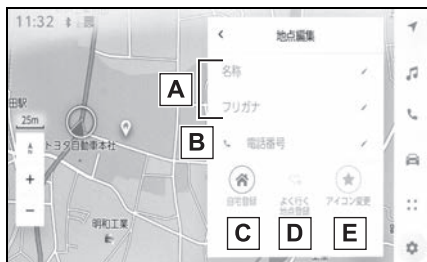 11:32
地点編集
名称
A
フリガナ
B
電話番号
自宅登録
よく行く
地点登録
アイコン変更
C
D
E
田駅
25m
トヨタ自動車本社
明和工業
N
+
−